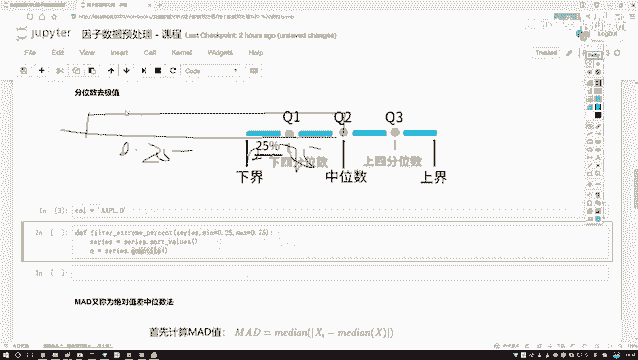 jupyter 因子数据预处理 - 课程 Last Checkpoint: 2 hours ago (unsaved changes)
Logout
File Edit View Insert Cell Kernel Widgets Help
Trusted
Code
分位数去极值
Q1 Q2 Q3
25%
0.25
下四分位数 上四分位数
下界 中位数 上界
In [3]:
In [ ]: def filter_extreme_percent(series,min=0.25,max=0.75):
series = series.sort_values()
q = series.quantile()
In [ ]:
MAD又称为绝对值差中位数法
首先计算MAD值： MAD = median(|Xi − median(X)|)